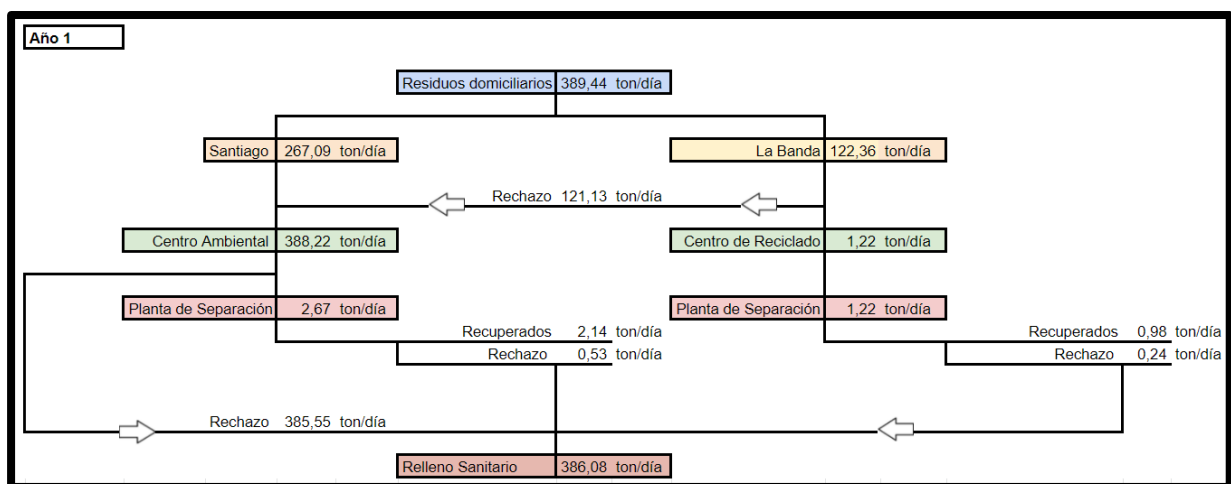 Año 1
Residuos domiciliarios 389,44 ton/día
Santiago 267,09 ton/día
La Banda 122,36 ton/día
Rechazo 121,13 ton/día
Centro Ambiental 388,22 ton/día
Centro de Reciclado 1,22 ton/día
Planta de Separación 2,67 ton/día
Planta de Separación 1,22 ton/día
Recuperados 2,14 ton/día
Rechazo 0,53 ton/día
Recuperados 0,98 ton/día
Rechazo 0,24 ton/día
Rechazo 385,55 ton/día
Relleno Sanitario 386,08 ton/día